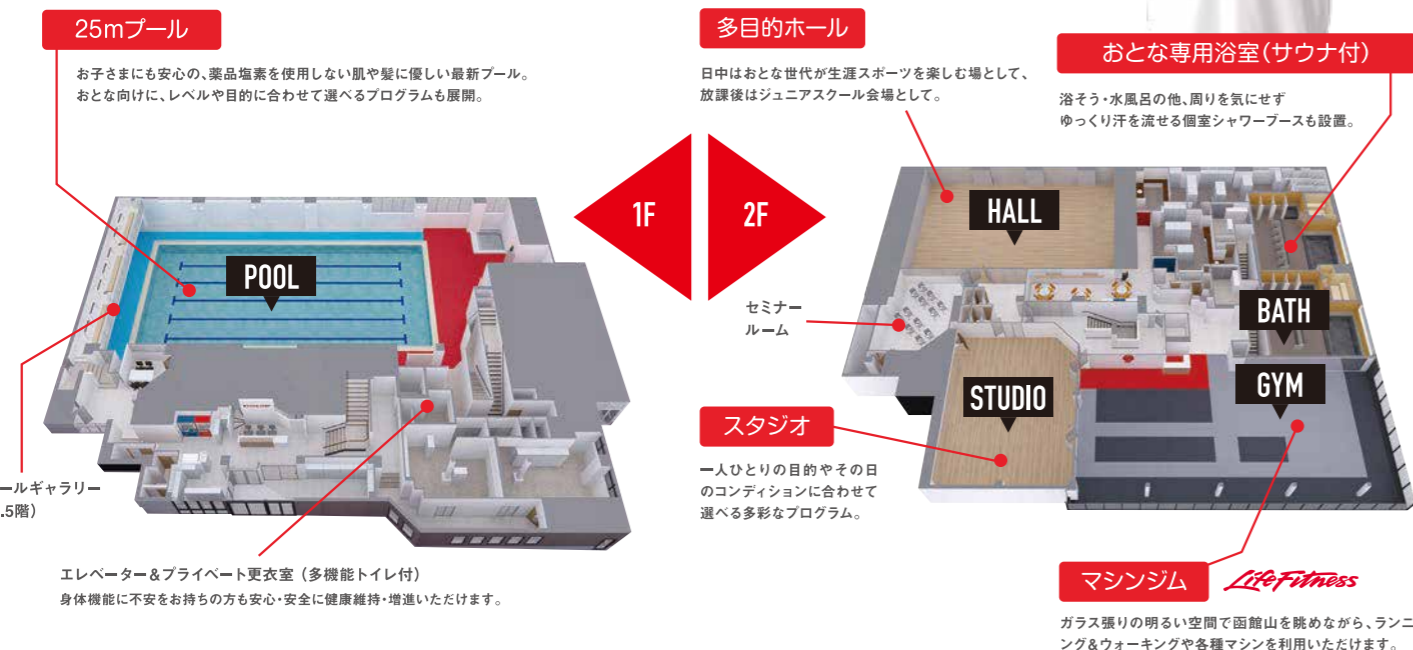 25mプール
お子さまにも安心の、薬品塩素を使用しない肌や髪に優しい最新プール。
おとな向けに、レベルや目的に合わせて選べるプログラムも展開。
POOL
ールギャラリー
.5階）
エレベーター＆プライベート更衣室（多機能トイレ付）
身体機能に不安をお持ちの方も安心・安全に健康維持・増進いただけます。
1F
2F
多目的ホール
日中はおとな世代が生涯スポーツを楽しむ場として、
放課後はジュニアスクール会場として。
おとな専用浴室（サウナ付）
浴そう・水風呂の他、周りを気にせず
ゆっくり汗を流せる個室シャワーブースも設置。
HALL
セミナー
ルーム
BATH
STUDIO
GYM
スタジオ
一人ひとりの目的やその日
のコンディションに合わせて
選べる多彩なプログラム。
マシンジム
LifeFitness
ガラス張りの明るい空間で函館山を眺めながら、ランニ
ング&ウォーキングや各種マシンを利用いただけます。